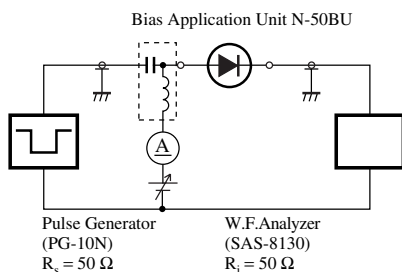 Bias Application Unit N-50BU
A
Pulse Generator
(PG-10N)
Rs = 50 Ω
W.F.Analyzer
(SAS-8130)
Ri = 50 Ω